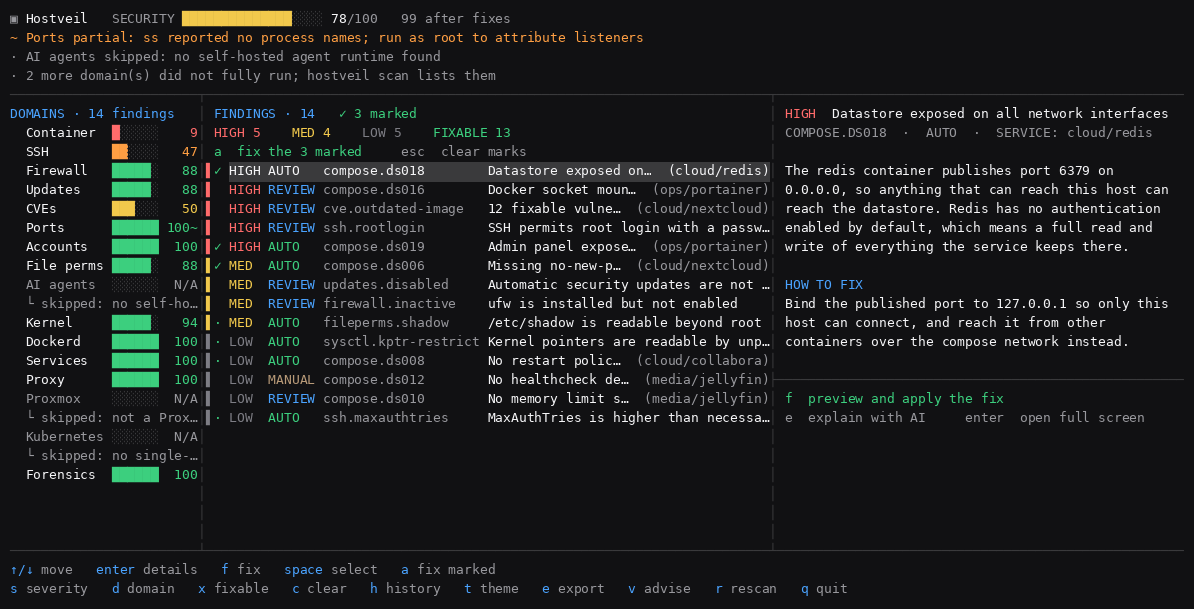 ▣ Hostveil   SECURITY 78/100   99 after fixes
~ Ports partial: ss reported no process names; run as root to attribute listeners
· AI agents skipped: no self-hosted agent runtime found
· 2 more domain(s) did not fully run; hostveil scan lists them
DOMAINS · 14 findings
Container 9
SSH 47
Firewall 88
Updates 88
CVEs 50
Ports 100~
Accounts 100
File perms 88
AI agents N/A
└ skipped: no self-ho…
Kernel 94
Dockerd 100
Services 100
Proxy 100
Proxmox N/A
└ skipped: not a Prox…
Kubernetes N/A
└ skipped: no single-…
Forensics 100
FINDINGS · 14   ✓ 3 marked
HIGH 5    MED 4    LOW 5    FIXABLE 13
a  fix the 3 marked     esc  clear marks
✓ HIGH AUTO   compose.ds018   Datastore exposed on…  (cloud/redis)
HIGH REVIEW compose.ds016   Docker socket moun…  (ops/portainer)
HIGH REVIEW cve.outdated-image   12 fixable vulne…  (cloud/nextcloud)
HIGH REVIEW ssh.rootlogin   SSH permits root login with a passw…
✓ HIGH AUTO   compose.ds019   Admin panel expose…  (ops/portainer)
✓ MED  AUTO   compose.ds006   Missing no-new-p…  (cloud/nextcloud)
MED  REVIEW updates.disabled   Automatic security updates are not …
MED  REVIEW firewall.inactive   ufw is installed but not enabled
· MED  AUTO   fileperms.shadow   /etc/shadow is readable beyond root
· LOW  AUTO   sysctl.kptr-restrict Kernel pointers are readable by unp…
· LOW  AUTO   compose.ds008   No restart polic…  (cloud/collabora)
LOW  MANUAL compose.ds012   No healthcheck de…  (media/jellyfin)
LOW  REVIEW compose.ds010   No memory limit s…  (media/jellyfin)
· LOW  AUTO   ssh.maxauthtries   MaxAuthTries is higher than necessa…
HIGH  Datastore exposed on all network interfaces
COMPOSE.DS018  ·  AUTO  ·  SERVICE: cloud/redis
The redis container publishes port 6379 on
0.0.0.0, so anything that can reach this host can
reach the datastore. Redis has no authentication
enabled by default, which means a full read and
write of everything the service keeps there.
HOW TO FIX
Bind the published port to 127.0.0.1 so only this
host can connect, and reach it from other
containers over the compose network instead.
f  preview and apply the fix
e  explain with AI     enter  open full screen
↑/↓ move   enter details   f fix   space select   a fix marked
s severity   d domain   x fixable   c clear   h history   t theme   e export   v advise   r rescan   q quit